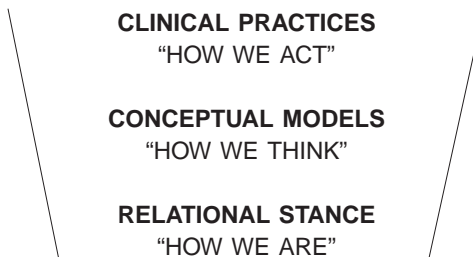 CLINICAL PRACTICES
“HOW WE ACT”
CONCEPTUAL MODELS
“HOW WE THINK”
RELATIONAL STANCE
“HOW WE ARE”